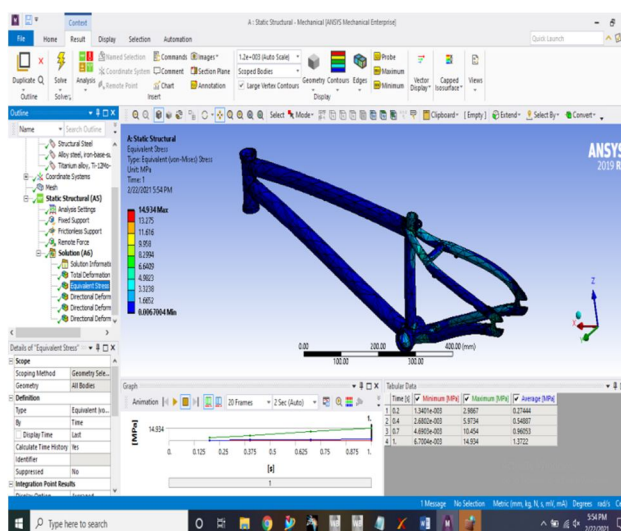 Context
A : Static Structural - Mechanical [ANSYS Mechanical Enterprise]
File Home Result Display Selection Automation
Quick Launch
Duplicate Q Solve Analysis
Named Selection Commands Images
Coordinate System Comment Section Plane
Remote Point Chart Annotation
1.2e+003 (Auto Scale)
Scoped Bodies
Large Vertex Contours
Geometry Contours Edges
Probe
Maximum
Minimum
Vector Display
Capped Isosurface
Views
Outline Solve Insert Display
Outline
Name Search Outline
Select Mode Clipboard [ Empty ] Extend Select By Convert
Structural Steel
Alloy steel, iron-base-su
Titanium alloy, Ti-12Mo-
Coordinate Systems
Mesh
Static Structural (A5)
Analysis Settings
Fixed Support
Frictionless Support
Remote Force
Solution (A6)
Solution Informatio
Total Deformation
Equivalent Stress
Directional Deform
Directional Deform
Directional Deform
A: Static Structural
Equivalent Stress
Type: Equivalent (von-Mises) Stress
Unit: MPa
Time: 1
2/22/2021 5:54 PM
14.934 Max
13.275
11.616
9.958
8.2994
6.6409
4.9823
3.3238
1.6652
0.0067004 Min
ANSYS
2019 R
Z
X
0.00 200.00 400.00 (mm)
100.00 300.00
Details of "Equivalent Stress"
Scope
Scoping Method Geometry Sele...
Geometry All Bodies
Definition
Type Equivalent (vo...
By Time
Display Time Last
Calculate Time History Yes
Identifier
Suppressed No
Integration Point Results
Graph
Animation 20 Frames 2 Sec (Auto)
[MPa]
14.934
1.
0. 0.125 0.25 0.375 0.5 0.625 0.75 0.875 1.
[s]
1
Tabular Data
Time [s] Minimum [MPa] Maximum [MPa] Average [MPa]
1 0.2 1.3401e-003 2.9867 0.27444
2 0.4 2.6802e-003 5.9734 0.54887
3 0.7 4.6903e-003 10.454 0.96053
4 1. 6.7004e-003 14.934 1.3722
1 Message No Selection Metric (mm, kg, N, s, mV, mA) Degrees rad/s
Type here to search
5:54 PM
2/22/2021